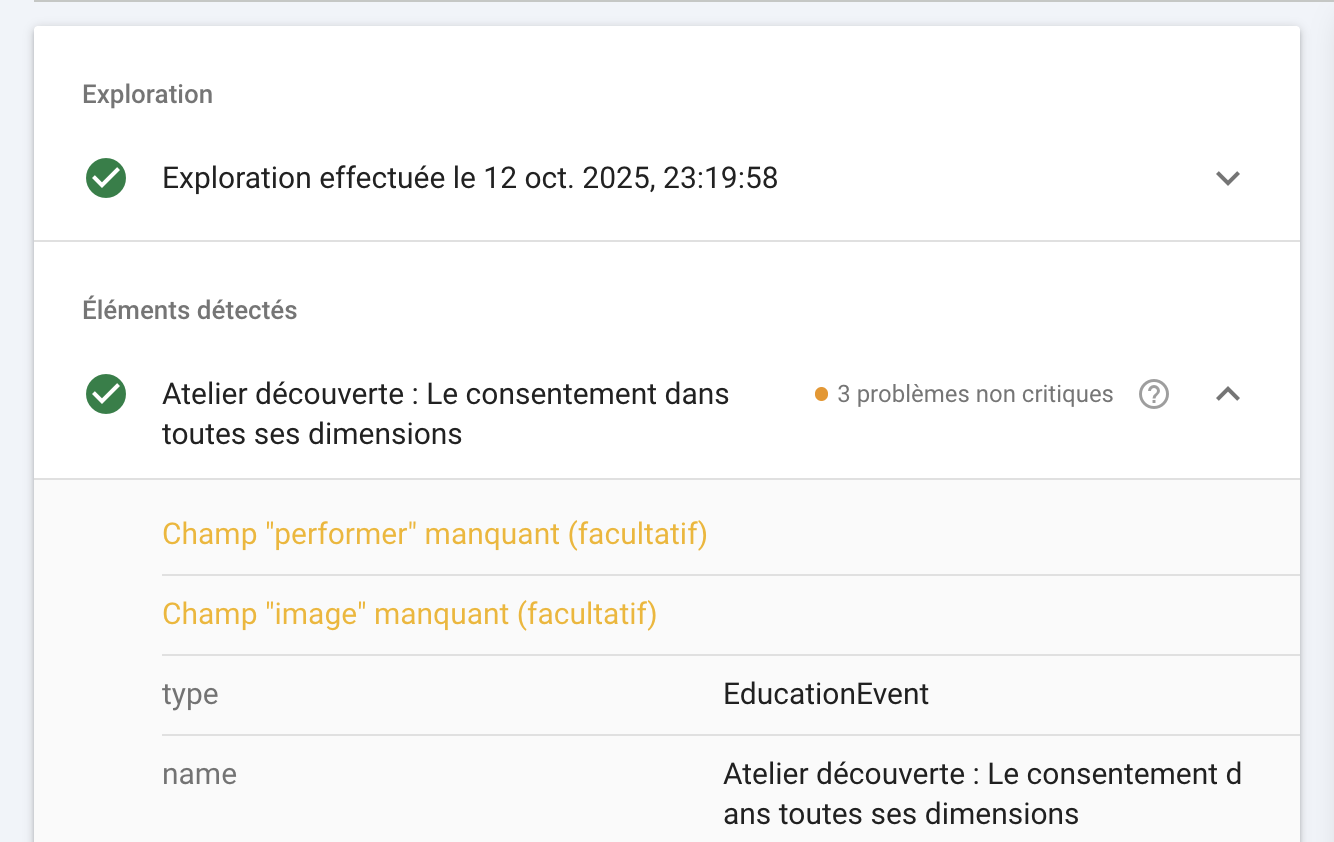 Exploration
Exploration effectuée le 12 oct. 2025, 23:19:58
Éléments détectés
Atelier découverte : Le consentement dans
toutes ses dimensions
3 problèmes non critiques
Champ "performer" manquant (facultatif)
Champ "image" manquant (facultatif)
type
EducationEvent
name
Atelier découverte : Le consentement d
ans toutes ses dimensions